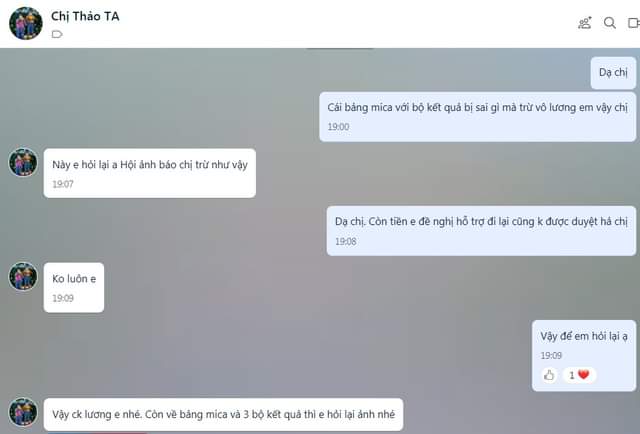 Chị Thảo TA
Dạ chị
Cái bảng mica với bộ kết quả bị sai gì mà trừ vô lương em vậy chị
19:00
Này e hỏi lại a Hội ảnh báo chị trừ như vậy
19:07
Dạ chị. Còn tiền e đề nghị hỗ trợ đi lại cũng k được duyệt hả chị
19:08
Ko luôn e
19:09
Vậy để em hỏi lại ạ
19:09
1
Vậy ck lương e nhé. Còn về bảng mica và 3 bộ kết quả thì e hỏi lại ảnh nhé